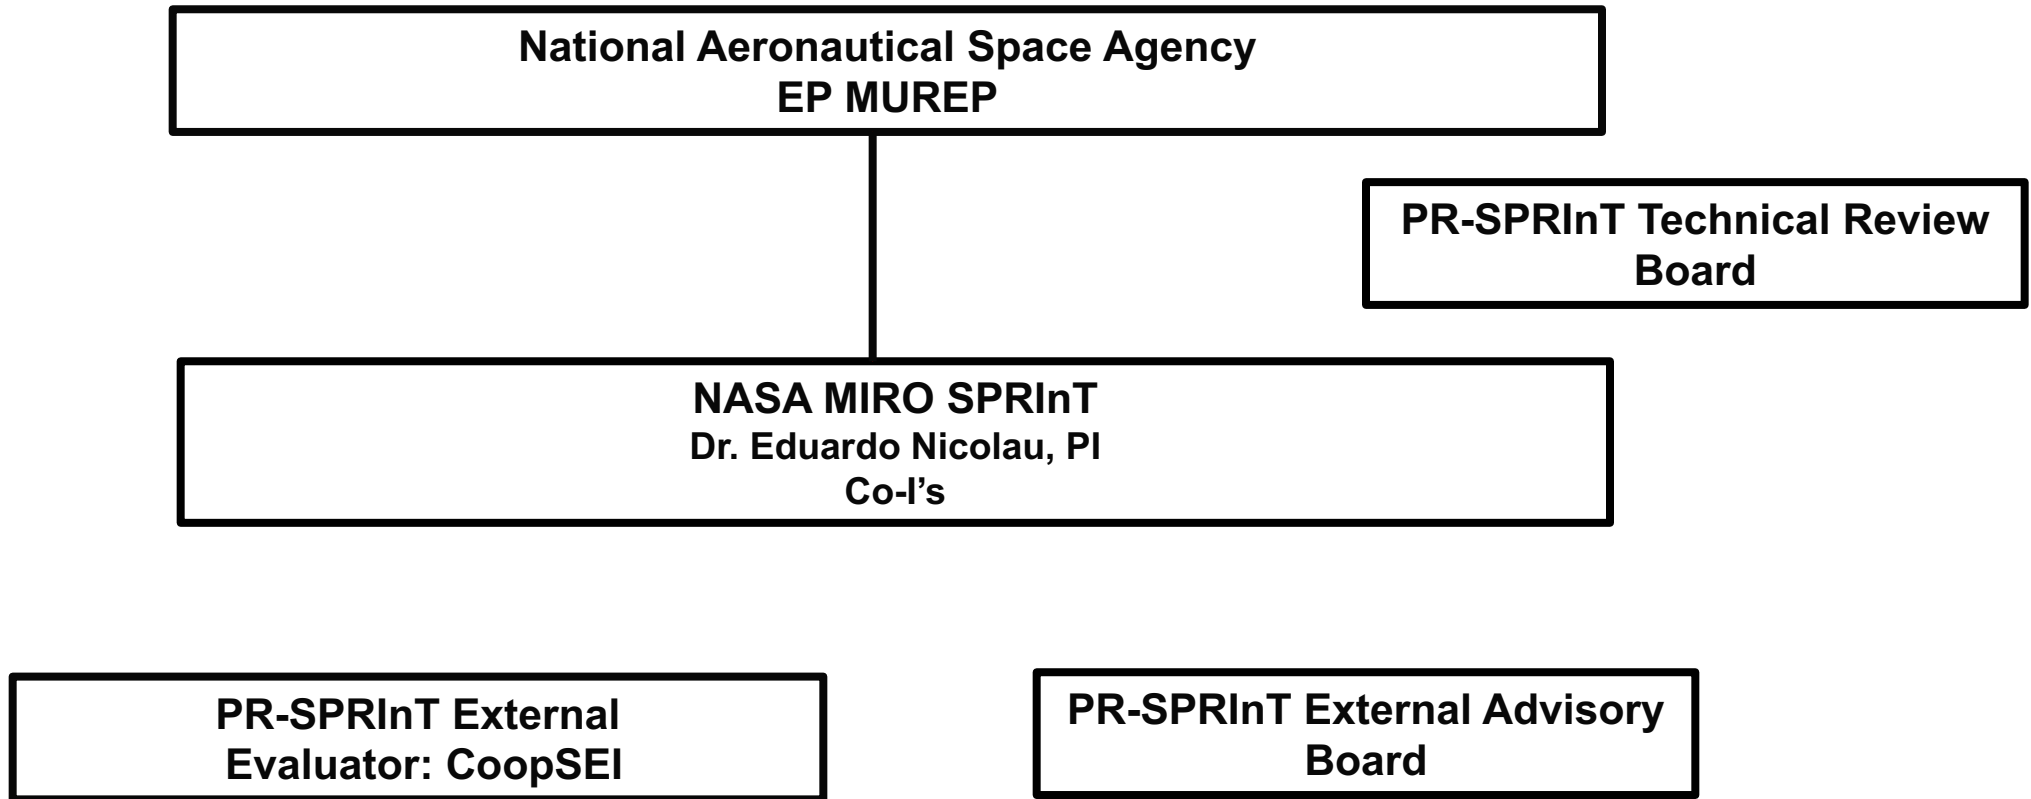 National Aeronautical Space Agency
EP MUREP
PR-SPRInT Technical Review
Board
NASA MIRO SPRInT
Dr. Eduardo Nicolau, PI
Co-I’s
PR-SPRInT External
Evaluator: CoopSEI
PR-SPRInT External Advisory
Board